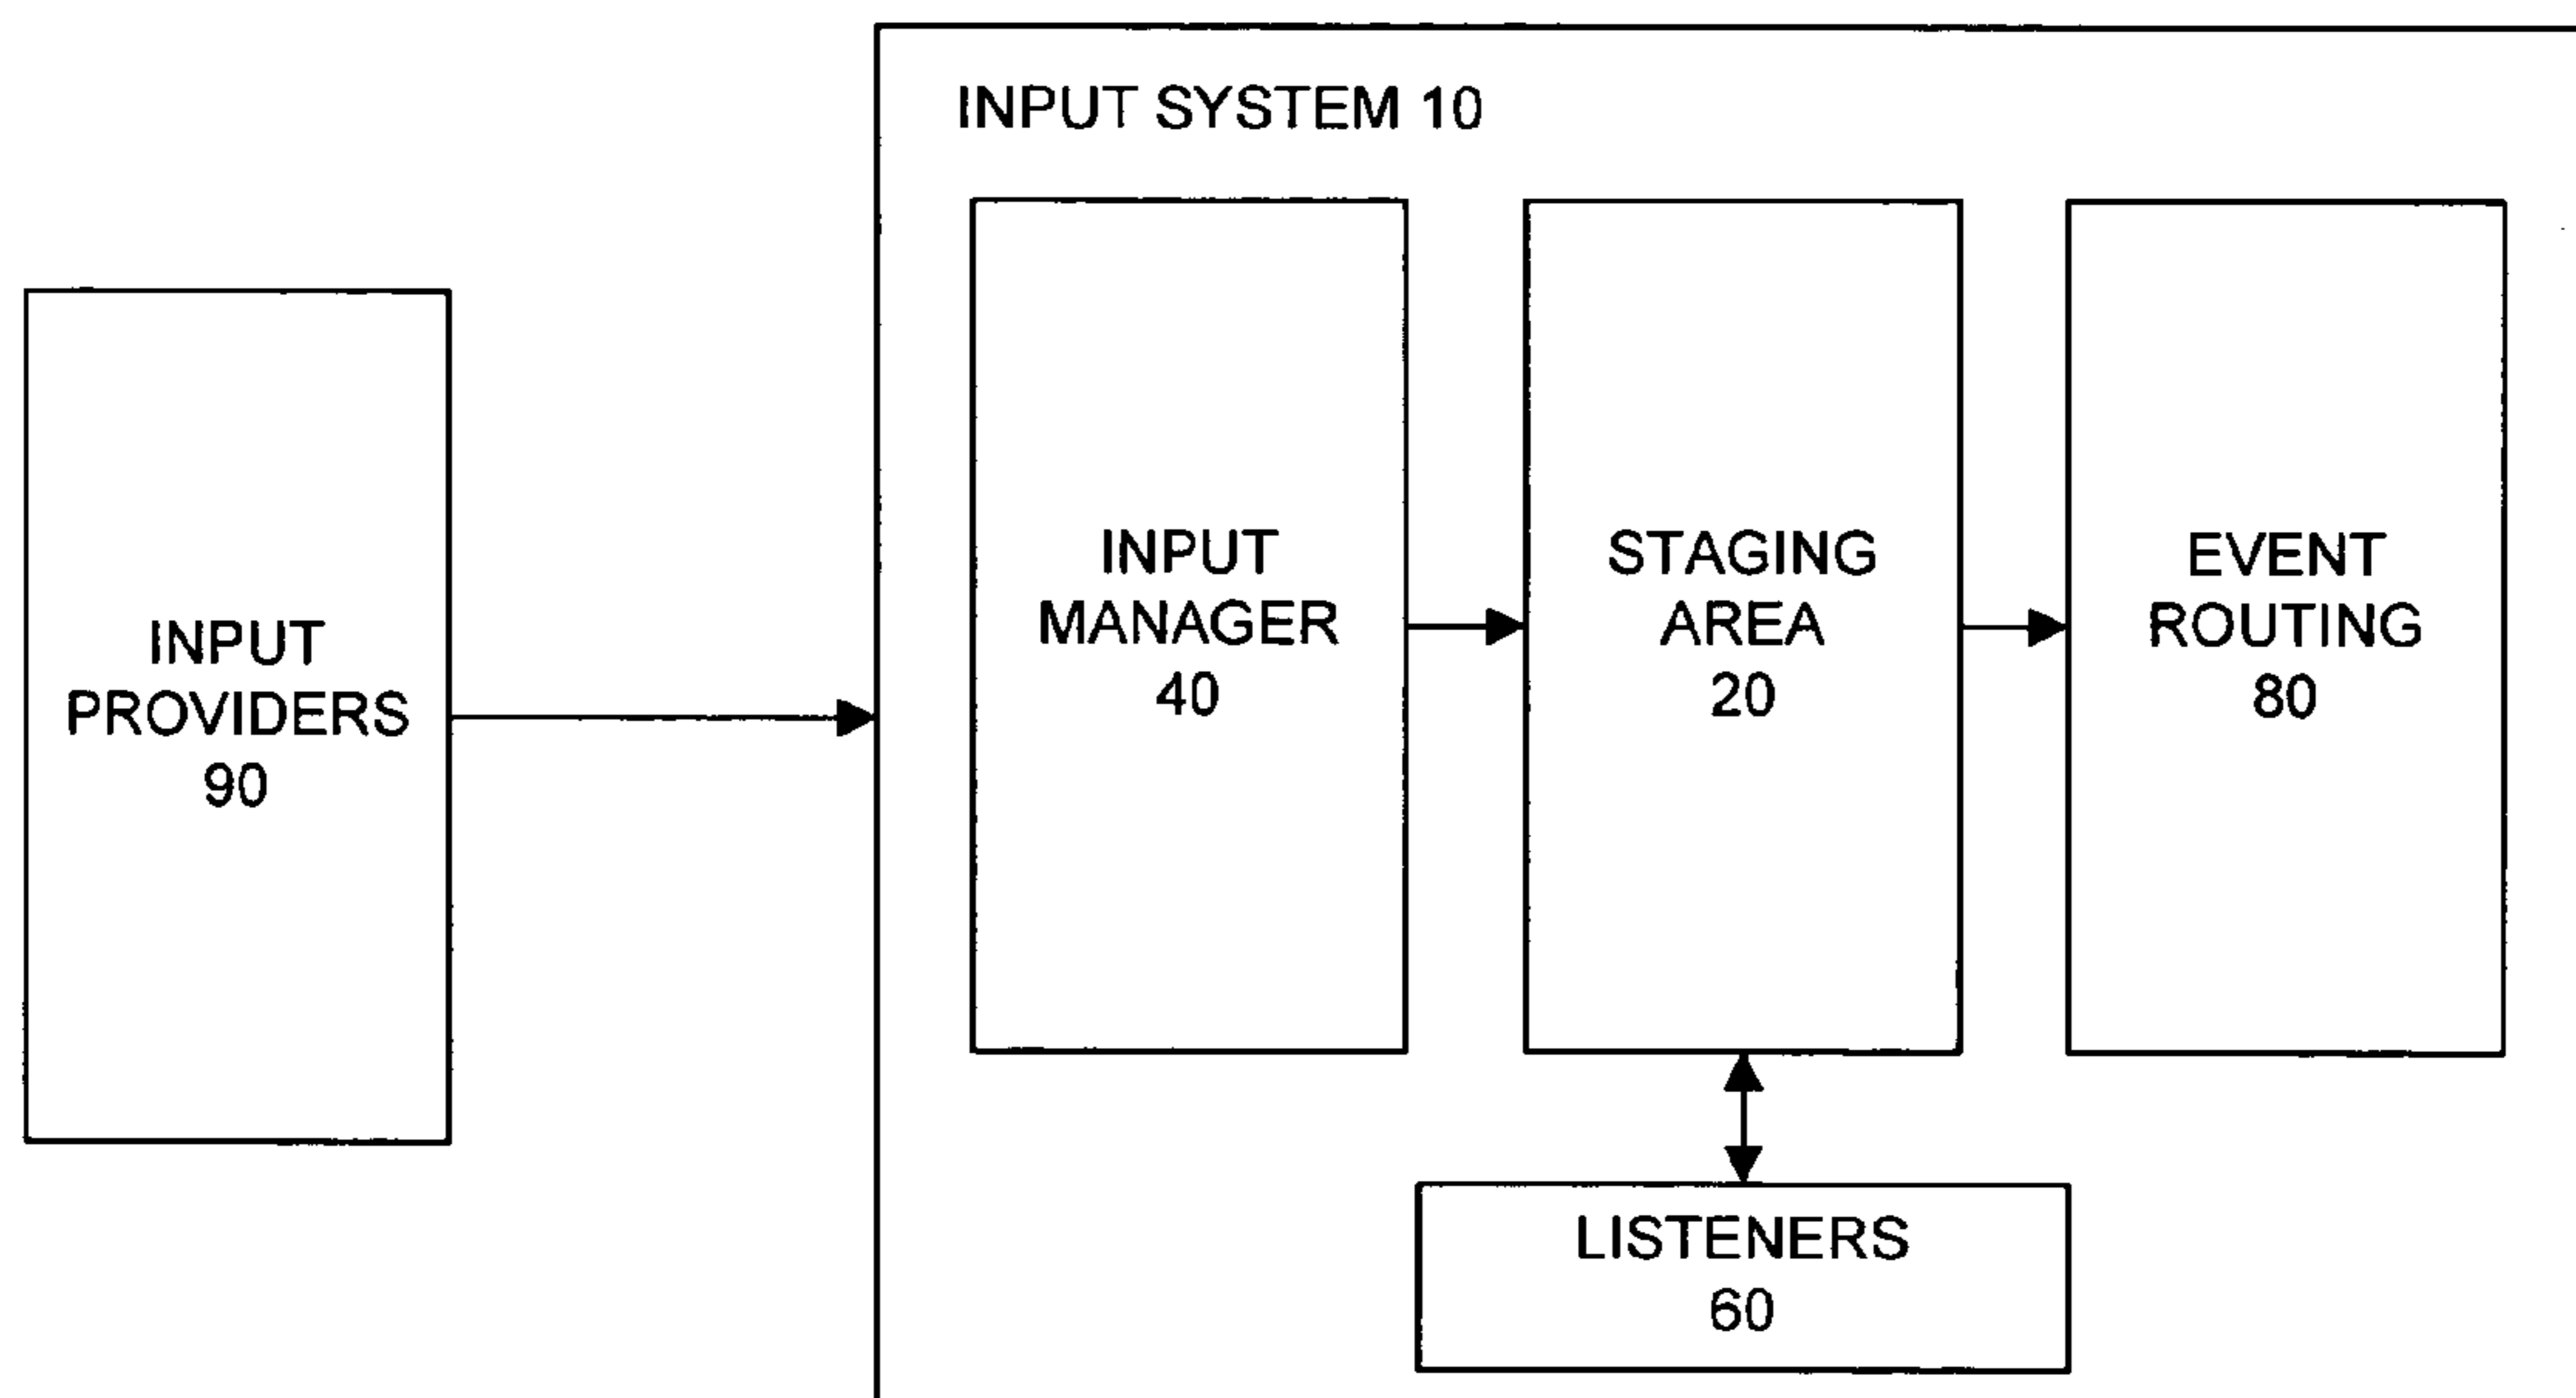 INPUT SYSTEM 10
INPUT
PROVIDERS
90
INPUT
MANAGER
40
STAGING
AREA
20
EVENT
ROUTING
80
LISTENERS
60